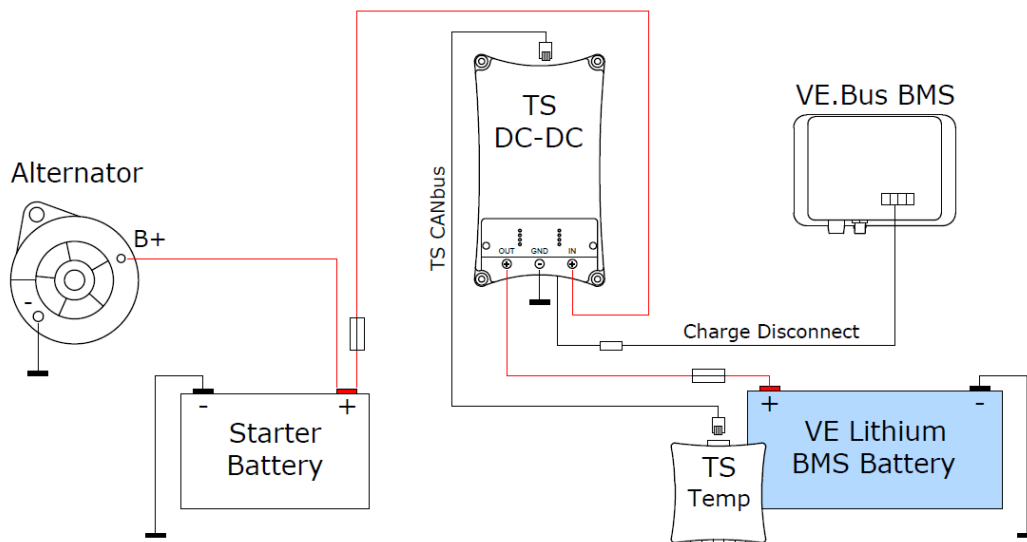 Alternator
B+
-
TS CANbus
TS
DC-DC
OUT
GND
IN
VE.Bus BMS
Charge Disconnect
-
+
Starter
Battery
+
-
VE Lithium
BMS Battery
TS
Temp